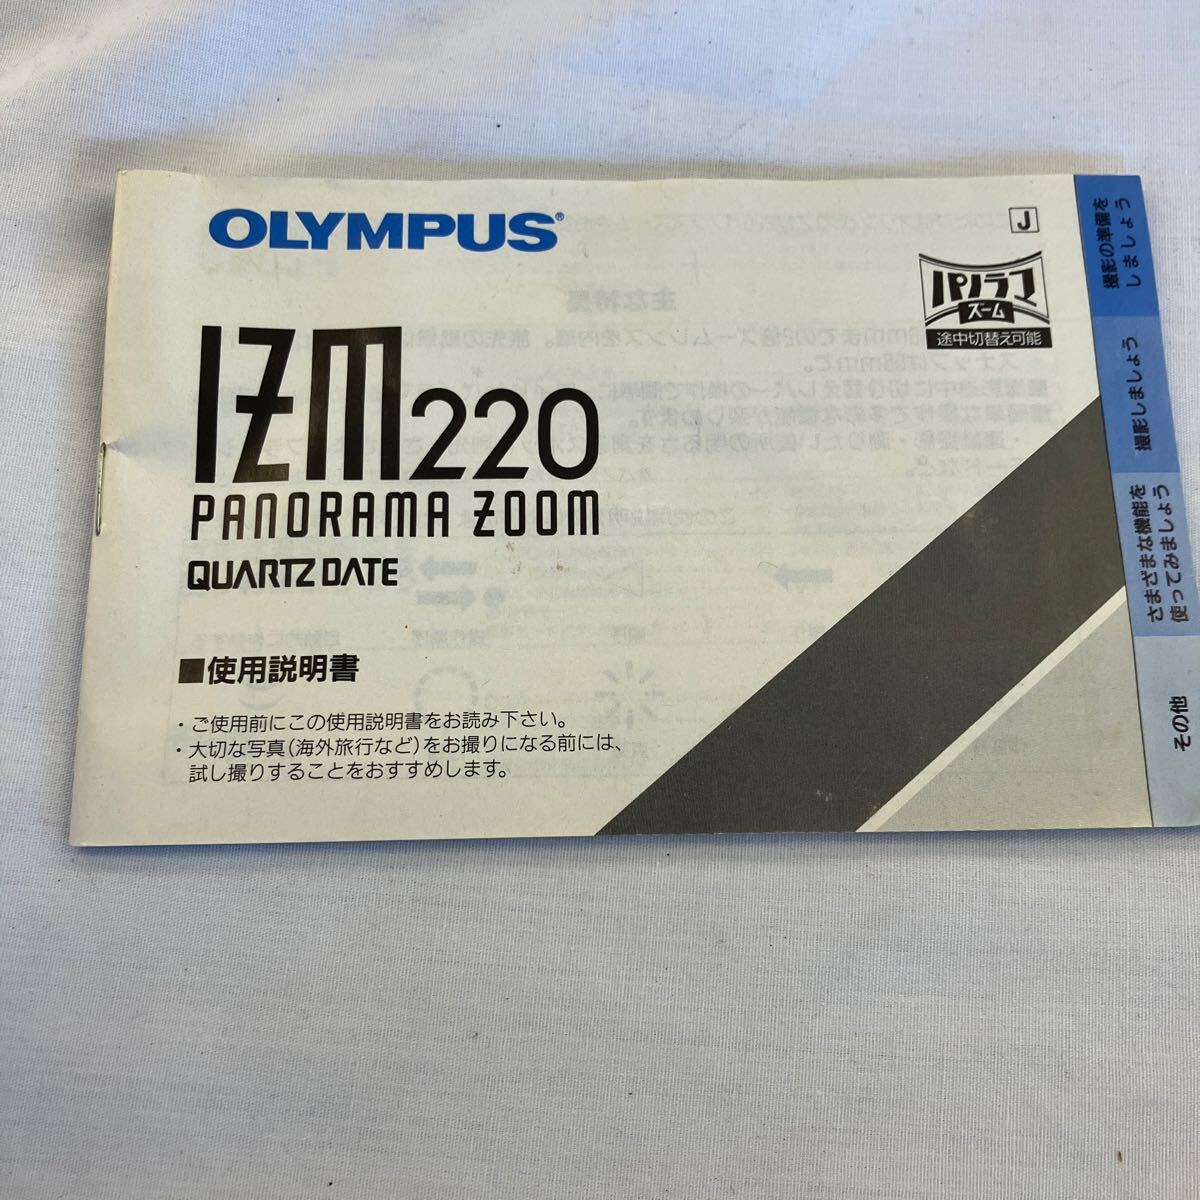 OLYMPUS®
J
パノラマ
ズーム
途中切替え可能
IZM220
PANORAMA ZOOM
QUARTZ DATE
■使用説明書
・ご使用前にこの使用説明書をお読み下さい。
・大切な写真(海外旅行など)をお撮りになる前には、
試し撮りすることをおすすめします。
撮影の準備を
しましょう
撮影しましょう
さまざまな機能を
使ってみましょう
その他
主な特長